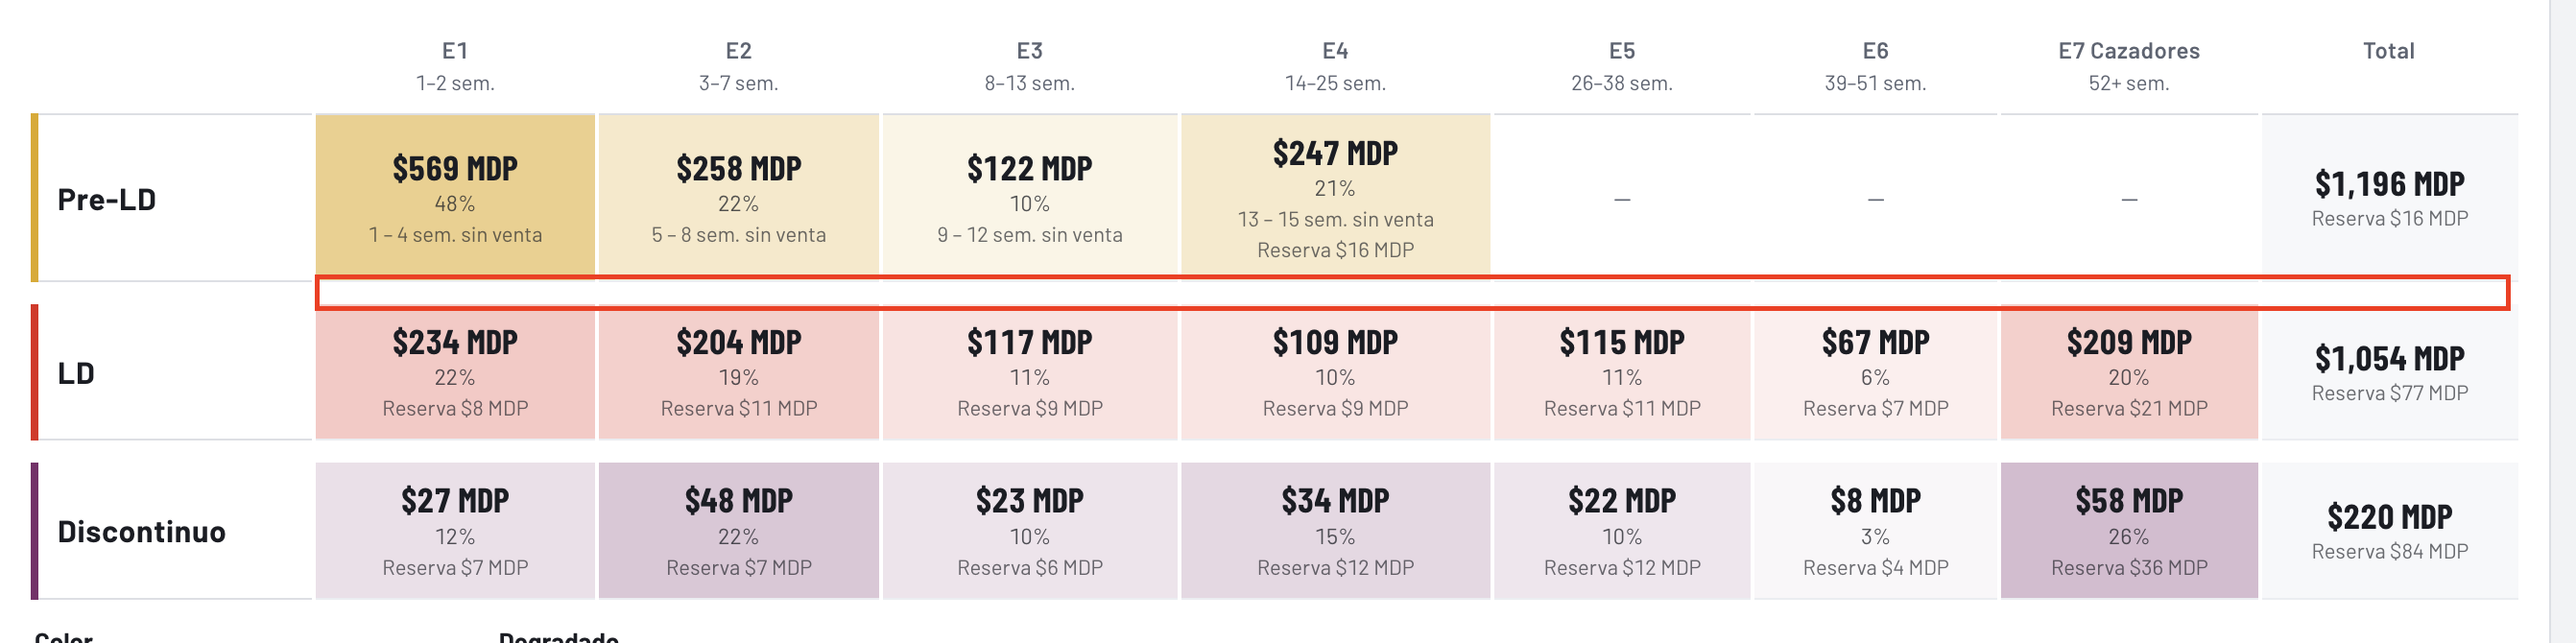 E1 E2 E3 E4 E5 E6 E7 Cazadores Total
1–2 sem. 3–7 sem. 8–13 sem. 14–25 sem. 26–38 sem. 39–51 sem. 52+ sem.
Pre-LD
$569 MDP
48%
1 – 4 sem. sin venta
$258 MDP
22%
5 – 8 sem. sin venta
$122 MDP
10%
9 – 12 sem. sin venta
$247 MDP
21%
13 – 15 sem. sin venta
Reserva $16 MDP
–
–
–
$1,196 MDP
Reserva $16 MDP
LD
$234 MDP
22%
Reserva $8 MDP
$204 MDP
19%
Reserva $11 MDP
$117 MDP
11%
Reserva $9 MDP
$109 MDP
10%
Reserva $9 MDP
$115 MDP
11%
Reserva $11 MDP
$67 MDP
6%
Reserva $7 MDP
$209 MDP
20%
Reserva $21 MDP
$1,054 MDP
Reserva $77 MDP
Discontinuo
$27 MDP
12%
Reserva $7 MDP
$48 MDP
22%
Reserva $7 MDP
$23 MDP
10%
Reserva $6 MDP
$34 MDP
15%
Reserva $12 MDP
$22 MDP
10%
Reserva $12 MDP
$8 MDP
3%
Reserva $4 MDP
$58 MDP
26%
Reserva $36 MDP
$220 MDP
Reserva $84 MDP
Color Degradado